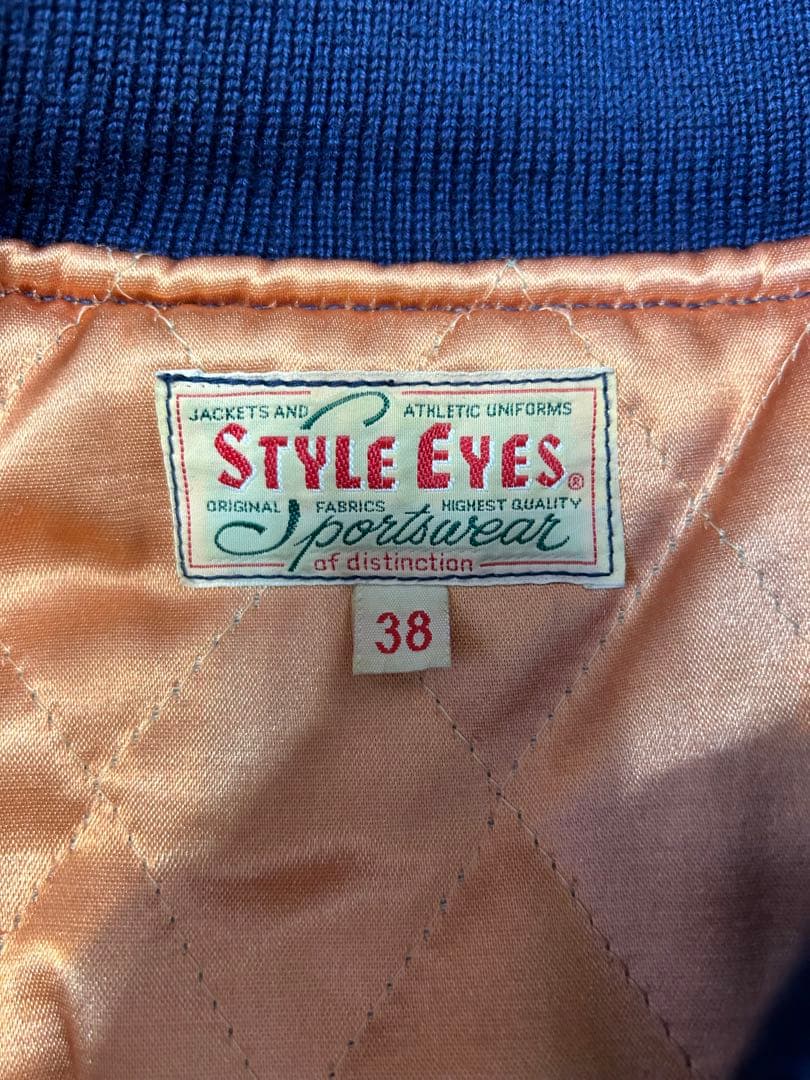 JACKETS AND ATHLETIC UNIFORMS
STYLE EYES®
ORIGINAL FABRICS HIGHEST QUALITY
Sportswear
of distinction
38